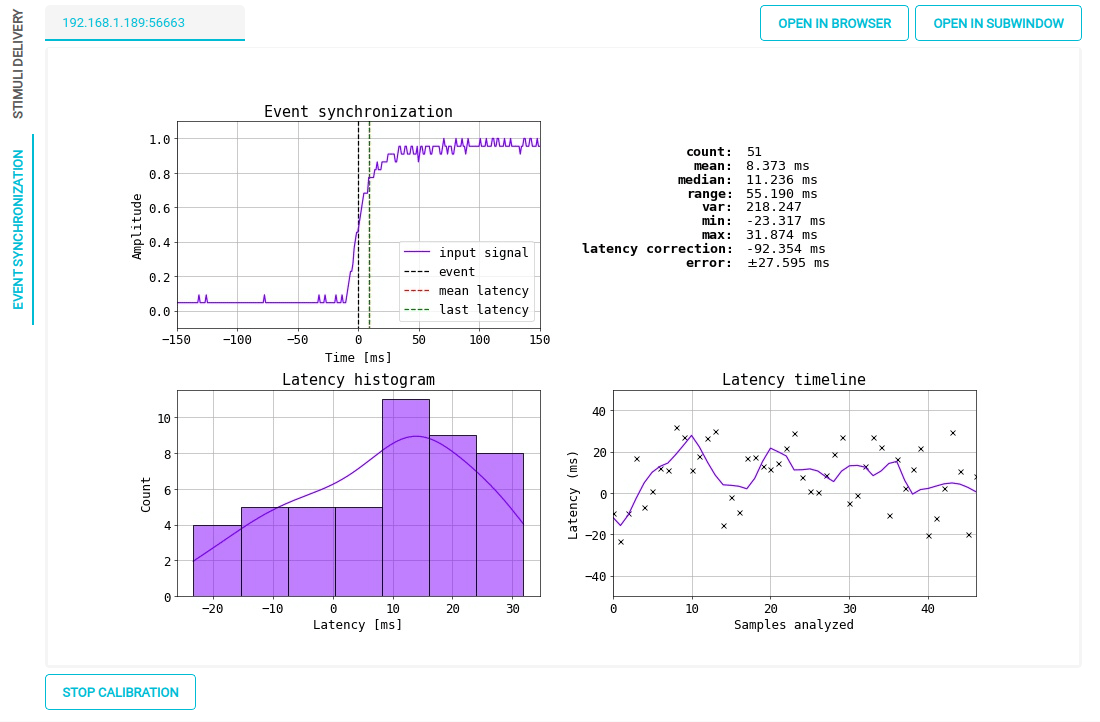 STIMULI DELIVERY
EVENT SYNCHRONIZATION
192.168.1.189:56663
OPEN IN BROWSER
OPEN IN SUBWINDOW
Event synchronization
Amplitude
1.0
0.8
0.6
0.4
0.2
0.0
input signal
event
mean latency
last latency
−150 −100 −50 0 50 100 150
Time [ms]
count: 51
mean: 8.373 ms
median: 11.236 ms
range: 55.190 ms
var: 218.247
min: -23.317 ms
max: 31.874 ms
latency correction: -92.354 ms
error: ±27.595 ms
Latency histogram
Count
10
8
6
4
2
0
−20 −10 0 10 20 30
Latency [ms]
Latency timeline
Latency (ms)
40
20
0
−20
−40
0 10 20 30 40
Samples analyzed
STOP CALIBRATION